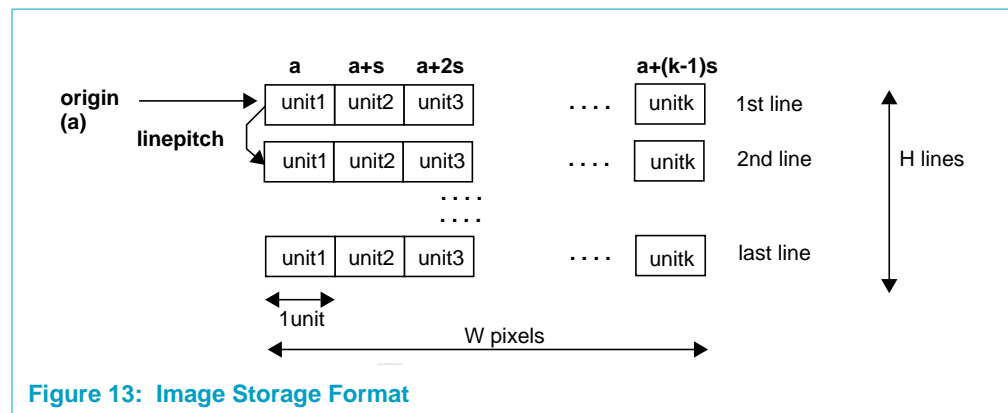 a a+s a+2s a+(k-1)s
origin
(a)
unit1 unit2 unit3 .... unitk 1st line
linepitch
unit1 unit2 unit3 .... unitk 2nd line
H lines
....
....
unit1 unit2 unit3 .... unitk last line
1unit
W pixels
Figure 13: Image Storage Format